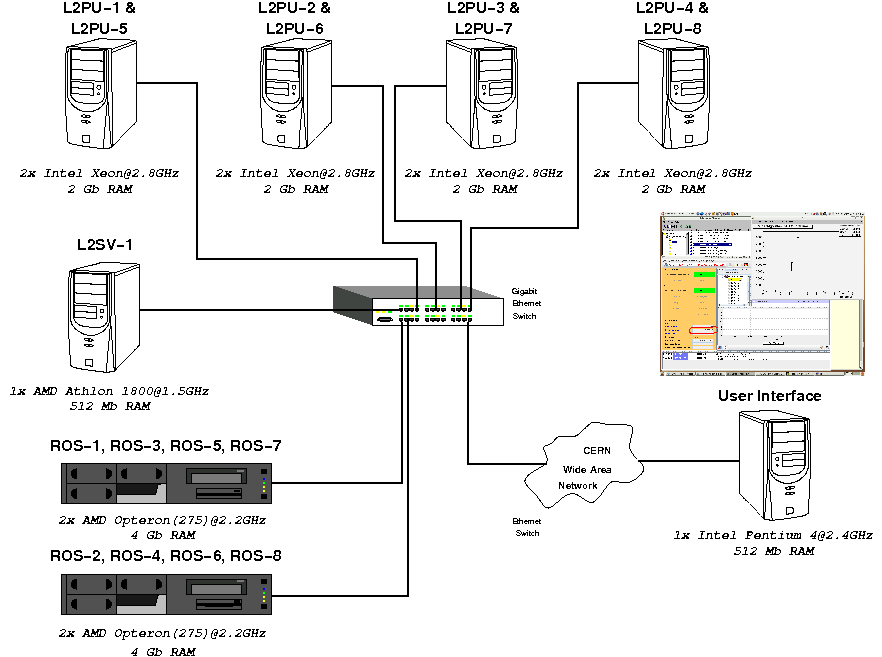 L2PU-1 &
L2PU-5
L2PU-2 &
L2PU-6
L2PU-3 &
L2PU-7
L2PU-4 &
L2PU-8
2x Intel Xeon@2.8GHz
2 Gb RAM
2x Intel Xeon@2.8GHz
2 Gb RAM
2x Intel Xeon@2.8GHz
2 Gb RAM
2x Intel Xeon@2.8GHz
2 Gb RAM
L2SV-1
1x AMD Athlon 1800@1.5GHz
512 Mb RAM
Gigabit
Ethernet
Switch
User Interface
1x Intel Pentium 4@2.4GHz
512 Mb RAM
CERN
Wide Area
Network
Ethernet
Switch
ROS-1, ROS-3, ROS-5, ROS-7
2x AMD Opteron(275)@2.2GHz
4 Gb RAM
ROS-2, ROS-4, ROS-6, ROS-8
2x AMD Opteron(275)@2.2GHz
4 Gb RAM